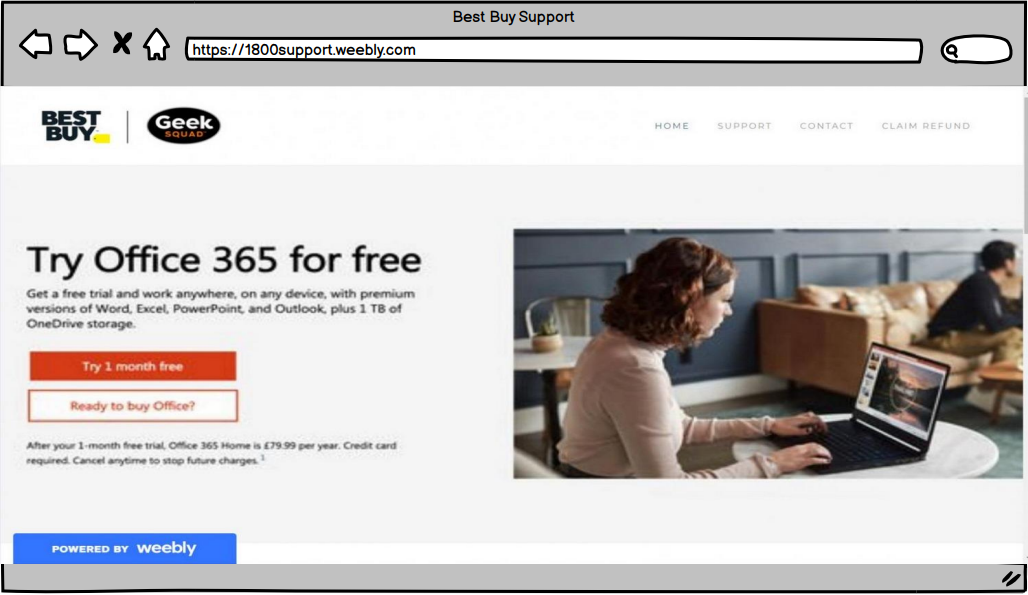 Best Buy Support
https://1800support.weebly.com
BEST
BUY
Geek
SQUAD
HOME SUPPORT CONTACT CLAIM REFUND
Try Office 365 for free
Get a free trial and work anywhere, on any device, with premium
versions of Word, Excel, PowerPoint, and Outlook, plus 1 TB of
OneDrive storage.
Try 1 month free
Ready to buy Office?
After your 1-month free trial, Office 365 Home is £79.99 per year. Credit card
required. Cancel anytime to stop future charges. 1
POWERED BY weebly